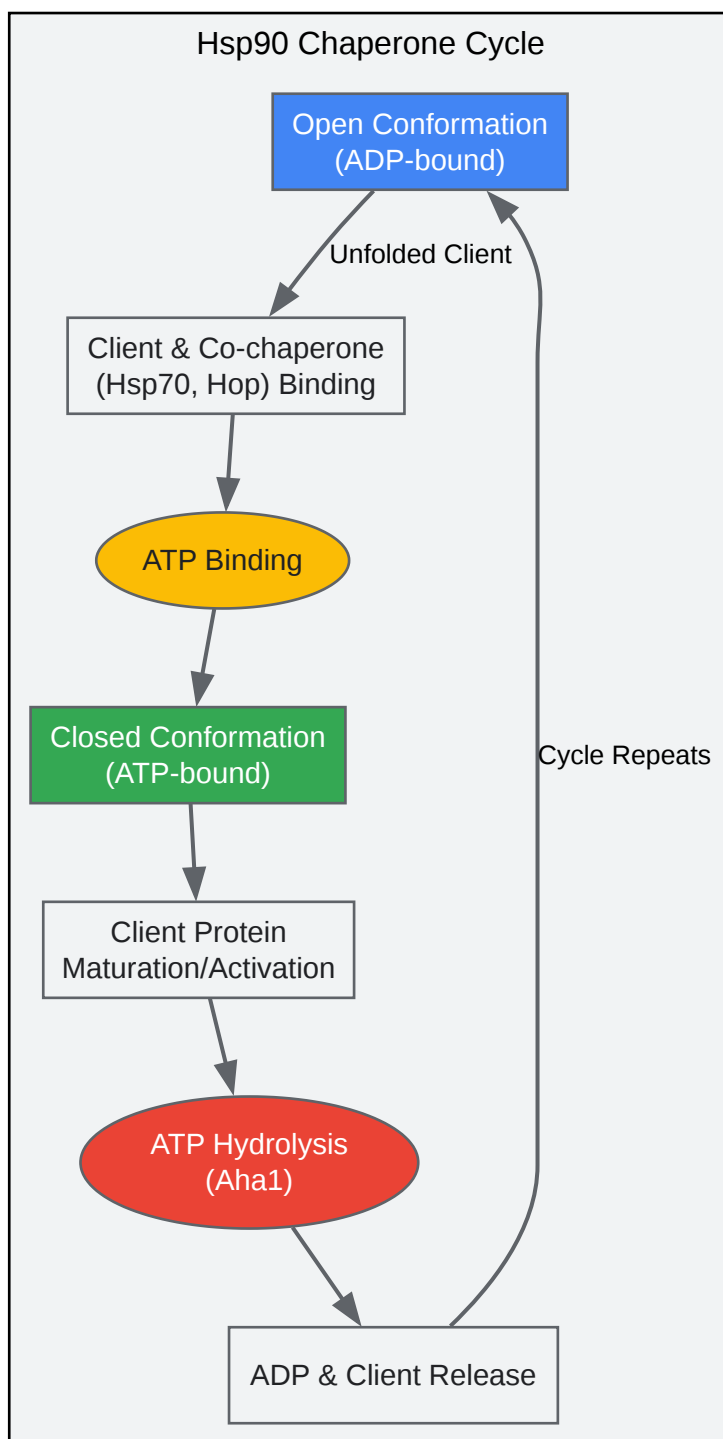 Hsp90 Chaperone Cycle
Open Conformation
(ADP-bound)
Unfolded Client
Client & Co-chaperone
(Hsp70, Hop) Binding
ATP Binding
Closed Conformation
(ATP-bound)
Cycle Repeats
Client Protein
Maturation/Activation
ATP Hydrolysis
(Aha1)
ADP & Client Release